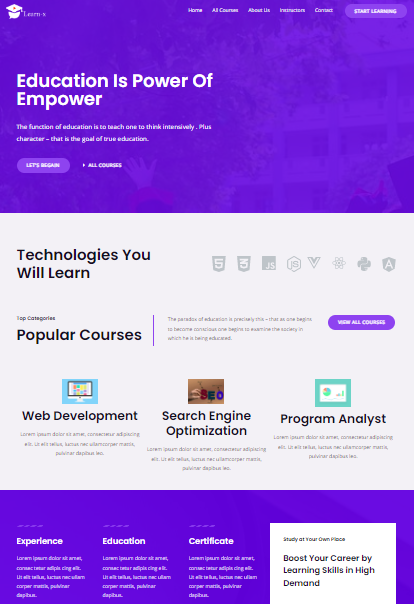 Learn-x
Home All Courses About Us Instructors Contact START LEARNING
Education Is Power Of
Empower
The function of education is to teach one to think intensively . Plus
character – that is the goal of true education.
LET'S BEGAIN ALL COURSES
Technologies You
Will Learn
JS
JS
Top Categories
Popular Courses
The paradox of education is precisely this – that as one begins
to become conscious one begins to examine the society in
which he is being educated.
VIEW ALL COURSES
SEO
Web Development
Lorem ipsum dolor sit amet, consectetur adipiscing
elit. Ut elit tellus, luctus nec ullamcorper mattis,
pulvinar dapibus leo.
Search Engine
Optimization
Lorem ipsum dolor sit amet, consectetur adipiscing
elit. Ut elit tellus, luctus nec ullamcorper mattis,
pulvinar dapibus leo.
Program Analyst
Lorem ipsum dolor sit amet, consectetur adipiscing
elit. Ut elit tellus, luctus nec ullamcorper mattis,
pulvinar dapibus leo.
Experience
Lorem ipsum dolor sit amet,
consec tetur adipis cing elit.
Ut elit tellus, luctus nec ullam
corper mattis, pulvinar
dapibus.
Education
Lorem ipsum dolor sit amet,
consec tetur adipis cing elit.
Ut elit tellus, luctus nec ullam
corper mattis, pulvinar
dapibus.
Certificate
Lorem ipsum dolor sit amet,
consec tetur adipis cing elit.
Ut elit tellus, luctus nec ullam
corper mattis, pulvinar
dapibus.
Study at Your Own Place
Boost Your Career by
Learning Skills in High
Demand